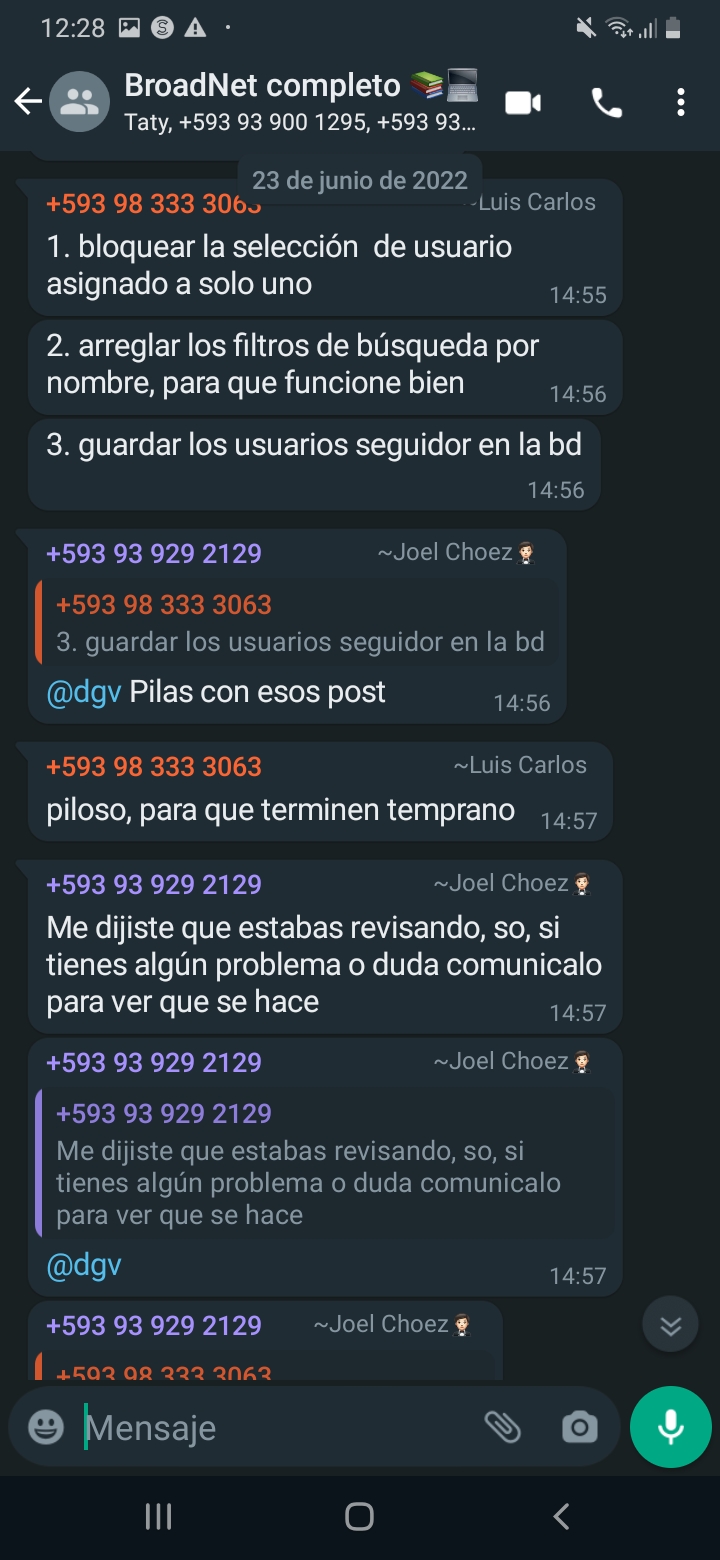 12:28
BroadNet completo
Taty, +593 93 900 1295, +593 93...
23 de junio de 2022
+593 98 333 3063
~Luis Carlos
1. bloquear la selección de usuario
asignado a solo uno
14:55
2. arreglar los filtros de búsqueda por
nombre, para que funcione bien
14:56
3. guardar los usuarios seguidor en la bd
14:56
+593 93 929 2129
~Joel Choez
+593 98 333 3063
3. guardar los usuarios seguidor en la bd
@dgv Pilas con esos post
14:56
+593 98 333 3063
~Luis Carlos
piloso, para que terminen temprano
14:57
+593 93 929 2129
~Joel Choez
Me dijiste que estabas revisando, so, si
tienes algún problema o duda comunicalo
para ver que se hace
14:57
+593 93 929 2129
~Joel Choez
+593 93 929 2129
Me dijiste que estabas revisando, so, si
tienes algún problema o duda comunicalo
para ver que se hace
@dgv
14:57
+593 93 929 2129
~Joel Choez
+593 98 333 3063
Mensaje